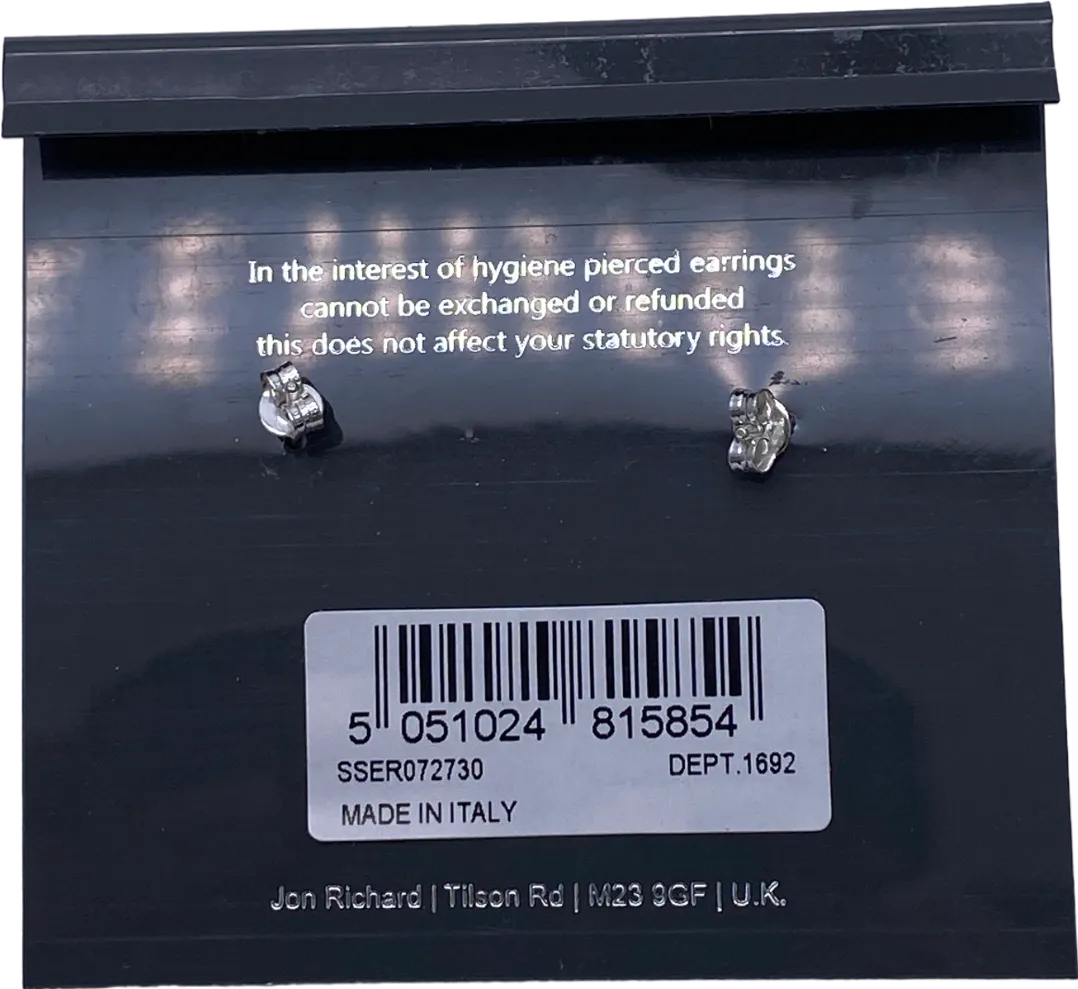 In the interest of hygiene pierced earrings
cannot be exchanged or refunded
this does not affect your statutory rights.
5 051024 815854
SSER072730 DEPT.1692
MADE IN ITALY
Jon Richard | Tilson Rd | M23 9GF | U.K.